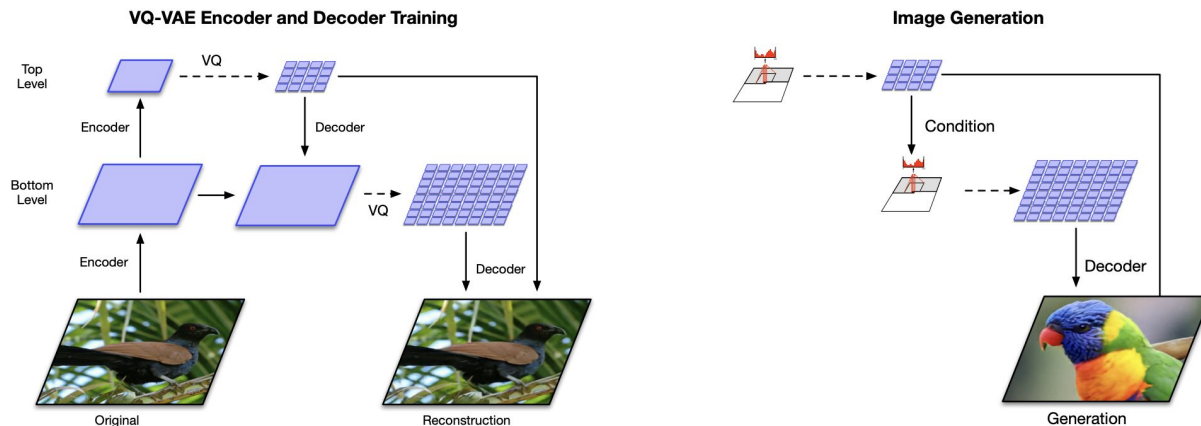 VQ-VAE Encoder and Decoder Training
Image Generation
Top
Level
VQ
Encoder
Decoder
Condition
Bottom
Level
VQ
Encoder
Decoder
Decoder
Original
Reconstruction
Generation